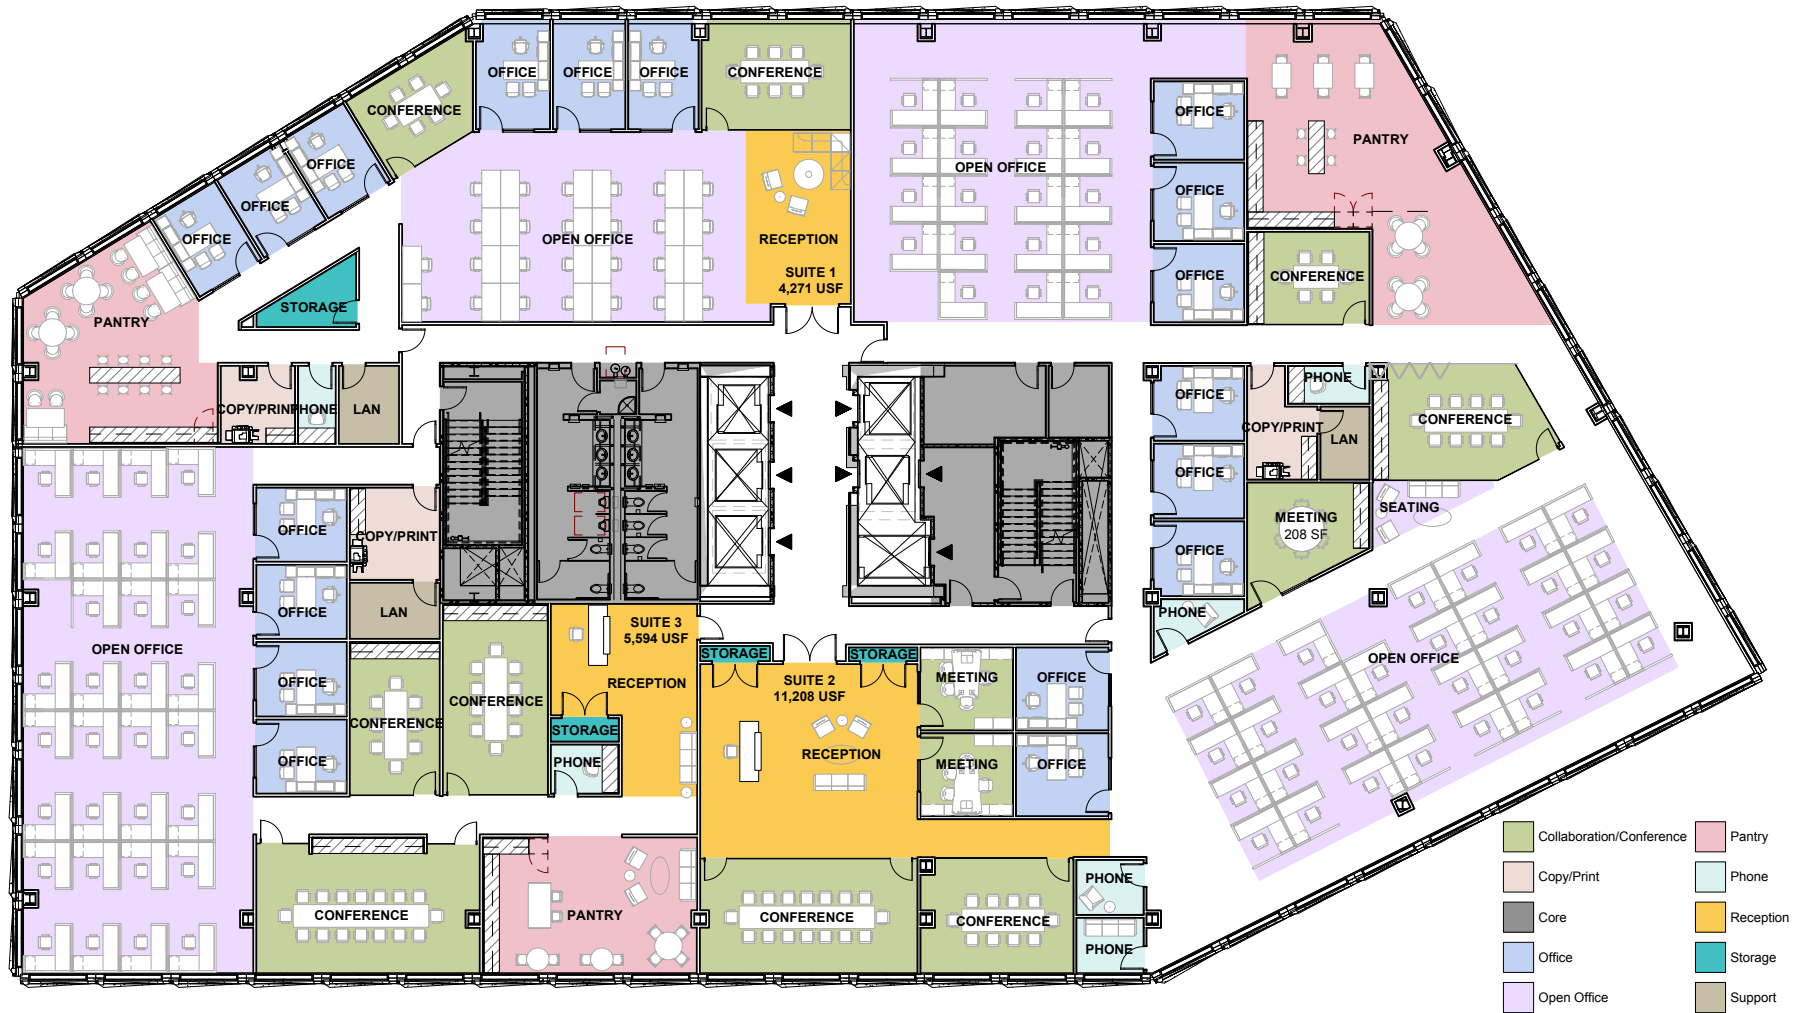 OFFICE
OFFICE
OFFICE
CONFERENCE
CONFERENCE
OFFICE
OFFICE
OFFICE
STORAGE
PANTRY
OPEN OFFICE
RECEPTION
SUITE 1
4,271 USF
OPEN OFFICE
OFFICE
OFFICE
OFFICE
PANTRY
CONFERENCE
COPY/PRINT
PHONE
LAN
OFFICE
OFFICE
OFFICE
PHONE
COPY/PRINT
LAN
CONFERENCE
SEATING
MEETING
208 SF
PHONE
OPEN OFFICE
OFFICE
COPY/PRINT
OFFICE
LAN
OPEN OFFICE
OFFICE
OFFICE
CONFERENCE
CONFERENCE
SUITE 3
5,594 USF
RECEPTION
STORAGE
PHONE
STORAGE
STORAGE
SUITE 2
11,208 USF
RECEPTION
MEETING
OFFICE
MEETING
OFFICE
CONFERENCE
PANTRY
CONFERENCE
CONFERENCE
PHONE
PHONE
Collaboration/Conference
Pantry
Copy/Print
Phone
Core
Reception
Office
Storage
Open Office
Support